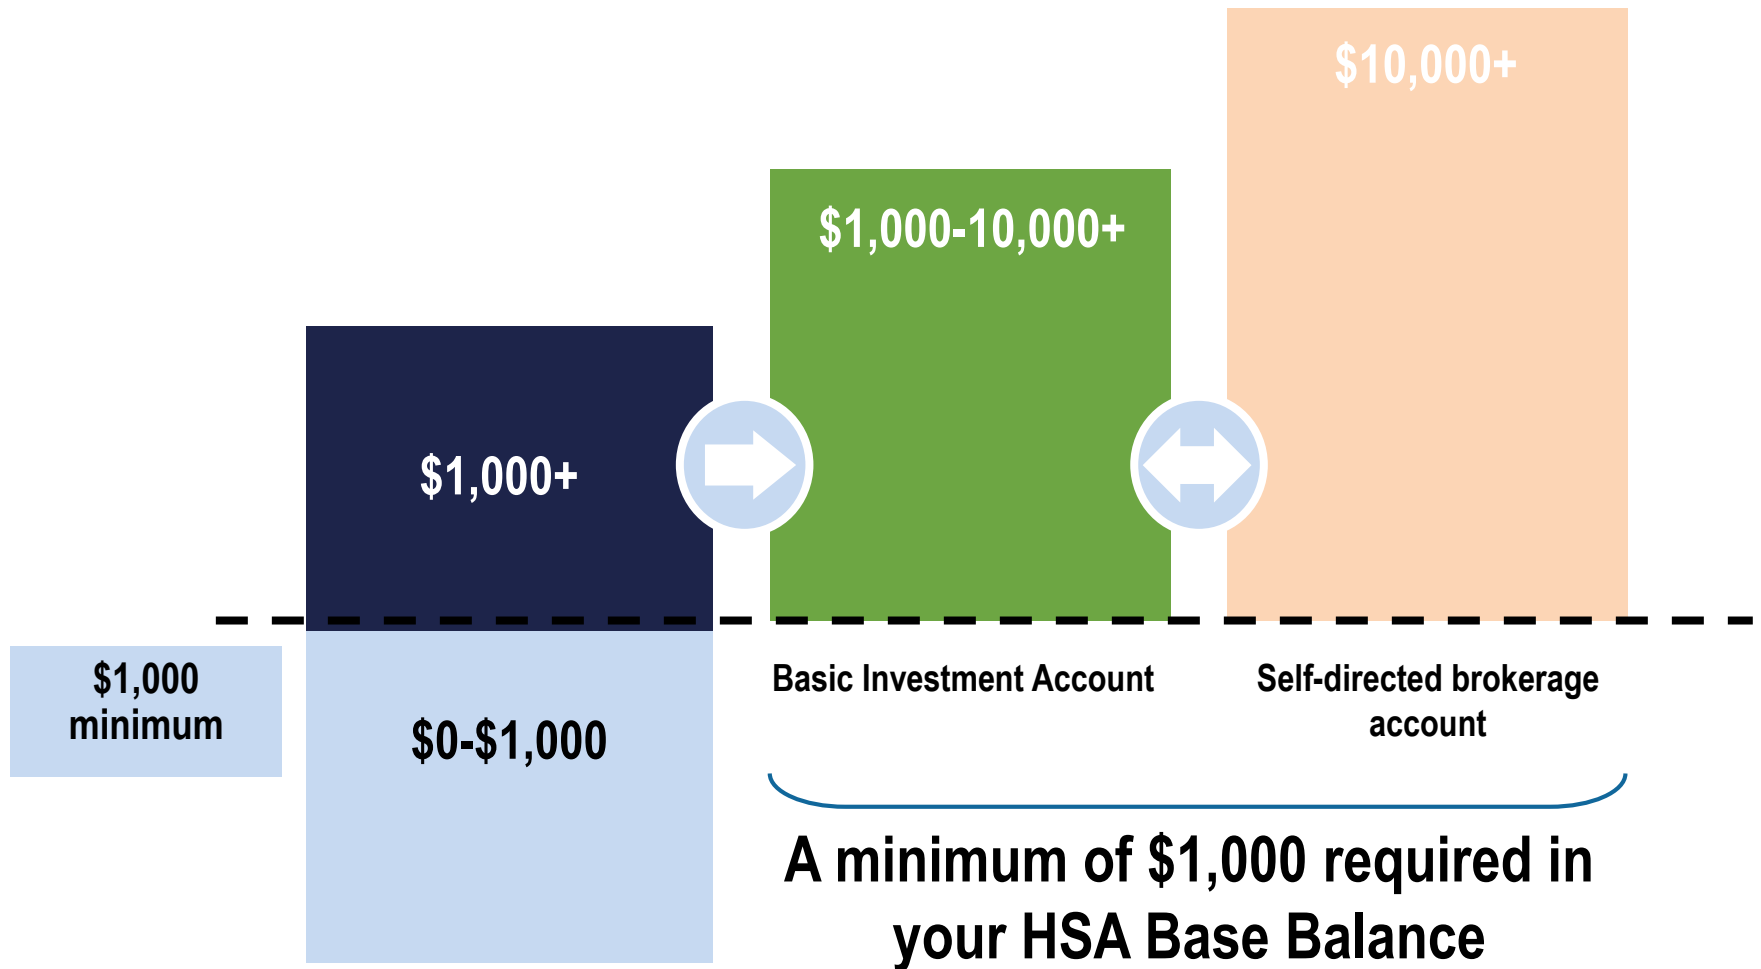 $10,000+
$1,000-10,000+
$1,000+
$1,000
minimum
$0-$1,000
Basic Investment Account
Self-directed brokerage
account
A minimum of $1,000 required in
your HSA Base Balance